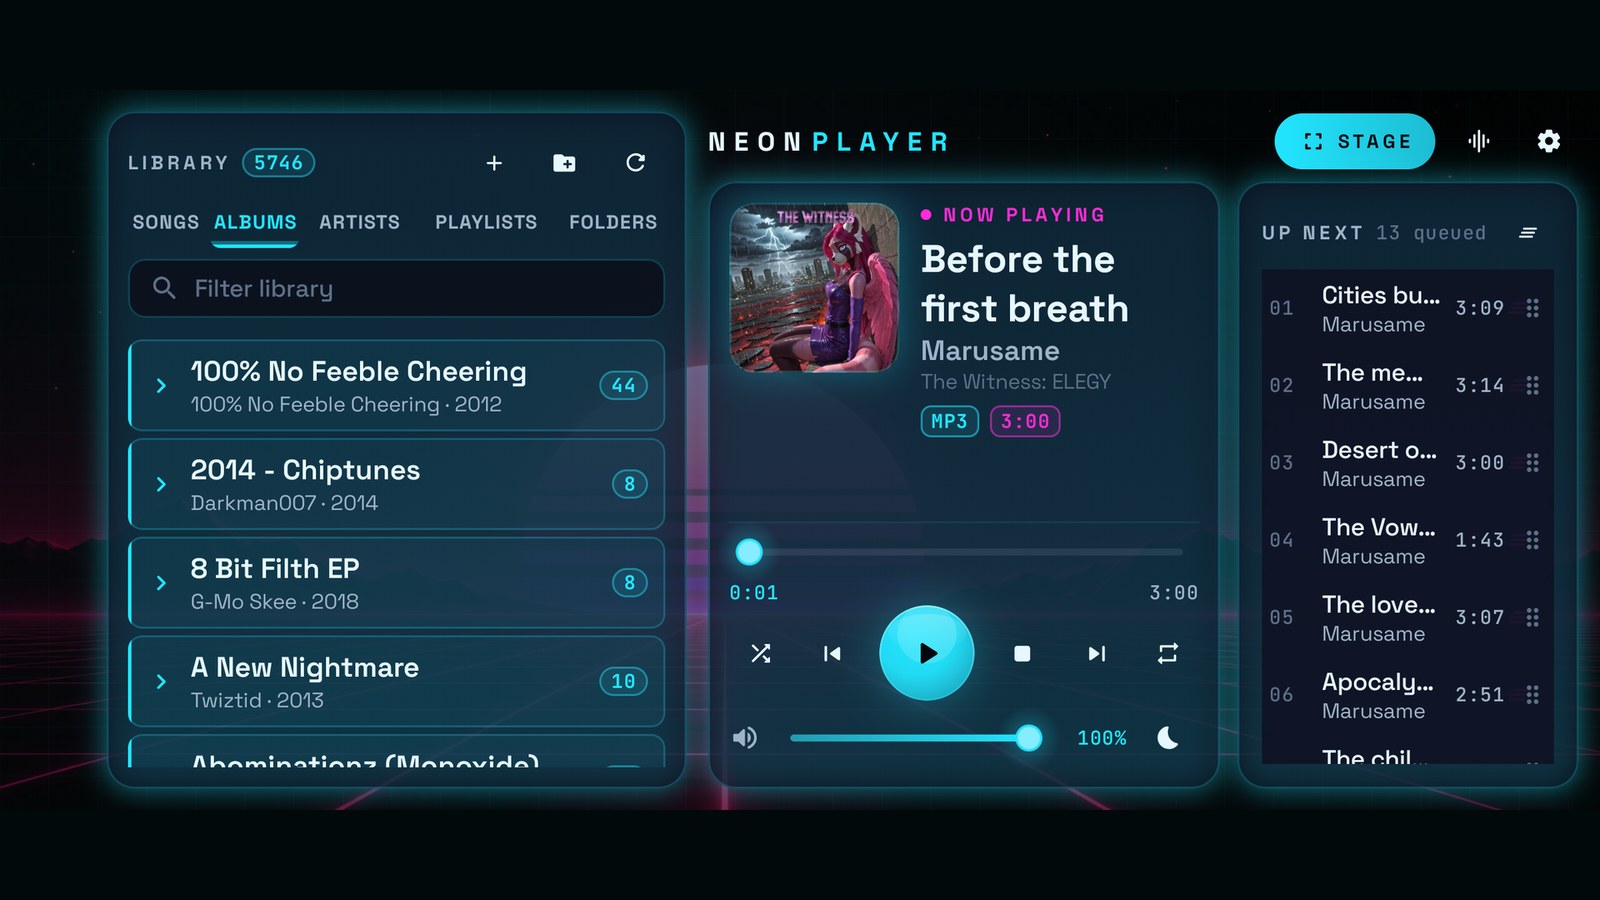 LIBRARY 5746
SONGS ALBUMS ARTISTS PLAYLISTS FOLDERS
Filter library
100% No Feeble Cheering
100% No Feeble Cheering · 2012
44
2014 - Chiptunes
Darkman007 · 2014
8
8 Bit Filth EP
G-Mo Skee · 2018
8
A New Nightmare
Twiztid · 2013
10
Abominationz (Monoxide)
NEON PLAYER
STAGE
THE WITNESS
NOW PLAYING
Before the
first breath
Marusame
The Witness: ELEGY
MP3 3:00
0:01 3:00
100%
UP NEXT 13 queued
01 Cities bu... 3:09
Marusame
02 The me... 3:14
Marusame
03 Desert o... 3:00
Marusame
04 The Vow... 1:43
Marusame
05 The love... 3:07
Marusame
06 Apocaly... 2:51
Marusame
The chil...